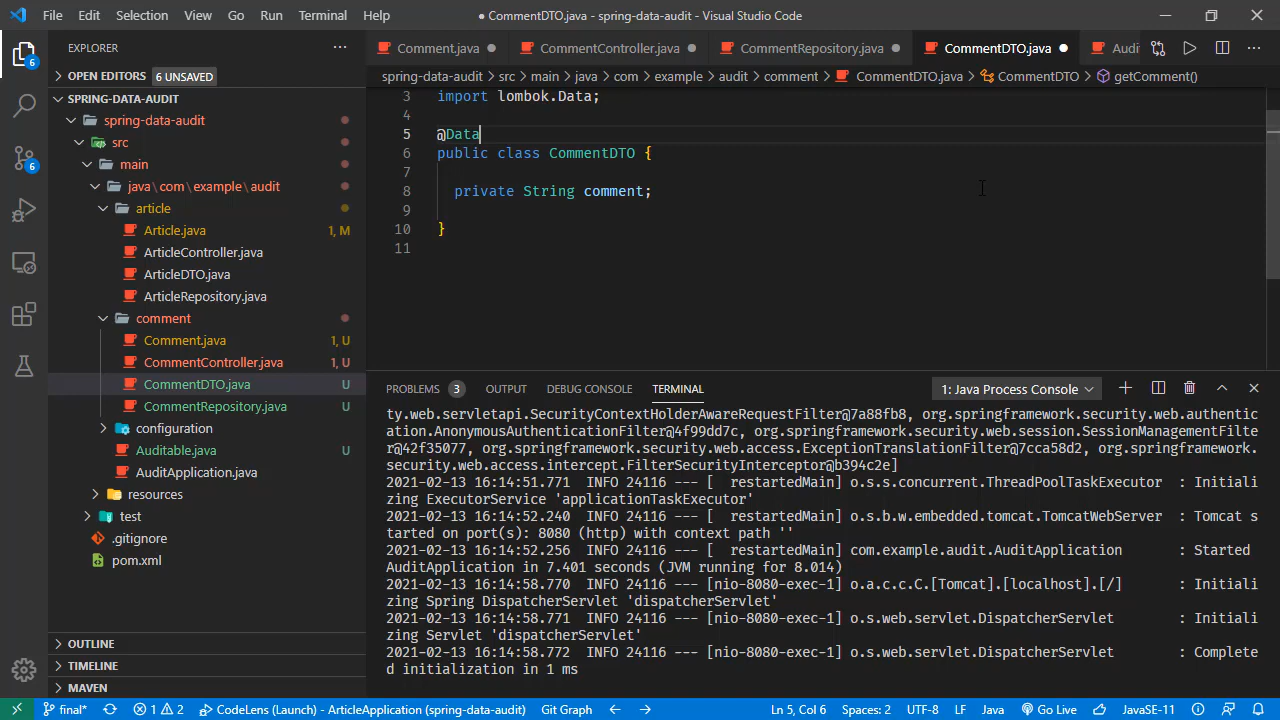 File Edit Selection View Go Run Terminal Help
● CommentDTO.java - spring-data-audit - Visual Studio Code
EXPLORER
OPEN EDITORS 6 UNSAVED
SPRING-DATA-AUDIT
spring-data-audit
src
main
java\com\example\audit
article
Article.java 1, M
ArticleController.java
ArticleDTO.java
ArticleRepository.java
comment
Comment.java 1, U
CommentController.java 1, U
CommentDTO.java U
CommentRepository.java U
configuration
Auditable.java U
AuditApplication.java
resources
test
.gitignore
pom.xml
OUTLINE
TIMELINE
MAVEN
6
6
Comment.java CommentController.java CommentRepository.java CommentDTO.java Audi
spring-data-audit > src > main > java > com > example > audit > comment > CommentDTO.java > CommentDTO > getComment()
3 import lombok.Data;
4
5 @Data
6 public class CommentDTO {
7
8 private String comment;
9
10 }
11
PROBLEMS 3 OUTPUT DEBUG CONSOLE TERMINAL 1: Java Process Console
ty.web.servletapi.SecurityContextHolderAwareRequestFilter@7a88fb8, org.springframework.security.web.authentic
ation.AnonymousAuthenticationFilter@4f99dd7c, org.springframework.security.web.session.SessionManagementFilte
r@42f35077, org.springframework.security.web.access.ExceptionTranslationFilter@7cca58d2, org.springframework.
security.web.access.intercept.FilterSecurityInterceptor@b394c2e]
2021-02-13 16:14:51.771 INFO 24116 --- [ restartedMain] o.s.s.concurrent.ThreadPoolTaskExecutor : Initiali
zing ExecutorService 'applicationTaskExecutor'
2021-02-13 16:14:52.240 INFO 24116 --- [ restartedMain] o.s.b.w.embedded.tomcat.TomcatWebServer : Tomcat s
tarted on port(s): 8080 (http) with context path ''
2021-02-13 16:14:52.256 INFO 24116 --- [ restartedMain] com.example.audit.AuditApplication : Started
AuditApplication in 7.401 seconds (JVM running for 8.014)
2021-02-13 16:14:58.770 INFO 24116 --- [nio-8080-exec-1] o.a.c.c.C.[Tomcat].[localhost].[/] : Initiali
zing Spring DispatcherServlet 'dispatcherServlet'
2021-02-13 16:14:58.771 INFO 24116 --- [nio-8080-exec-1] o.s.web.servlet.DispatcherServlet : Initiali
zing Servlet 'dispatcherServlet'
2021-02-13 16:14:58.772 INFO 24116 --- [nio-8080-exec-1] o.s.web.servlet.DispatcherServlet : Complete
d initialization in 1 ms
final* 1 2 CodeLens (Launch) - ArticleApplication (spring-data-audit) Git Graph Ln 5, Col 6 Spaces: 2 UTF-8 LF Java Go Live JavaSE-11